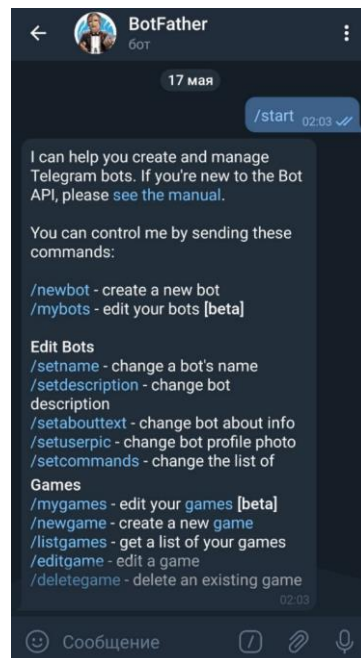 BotFather
бот
17 мая
/start 02:03
I can help you create and manage
Telegram bots. If you're new to the Bot
API, please see the manual.
You can control me by sending these
commands:
/newbot - create a new bot
/mybots - edit your bots [beta]
Edit Bots
/setname - change a bot's name
/setdescription - change bot
description
/setabouttext - change bot about info
/setuserpic - change bot profile photo
/setcommands - change the list of
Games
/mygames - edit your games [beta]
/newgame - create a new game
/listgames - get a list of your games
/editgame - edit a game
/deletegame - delete an existing game
02:03
Сообщение